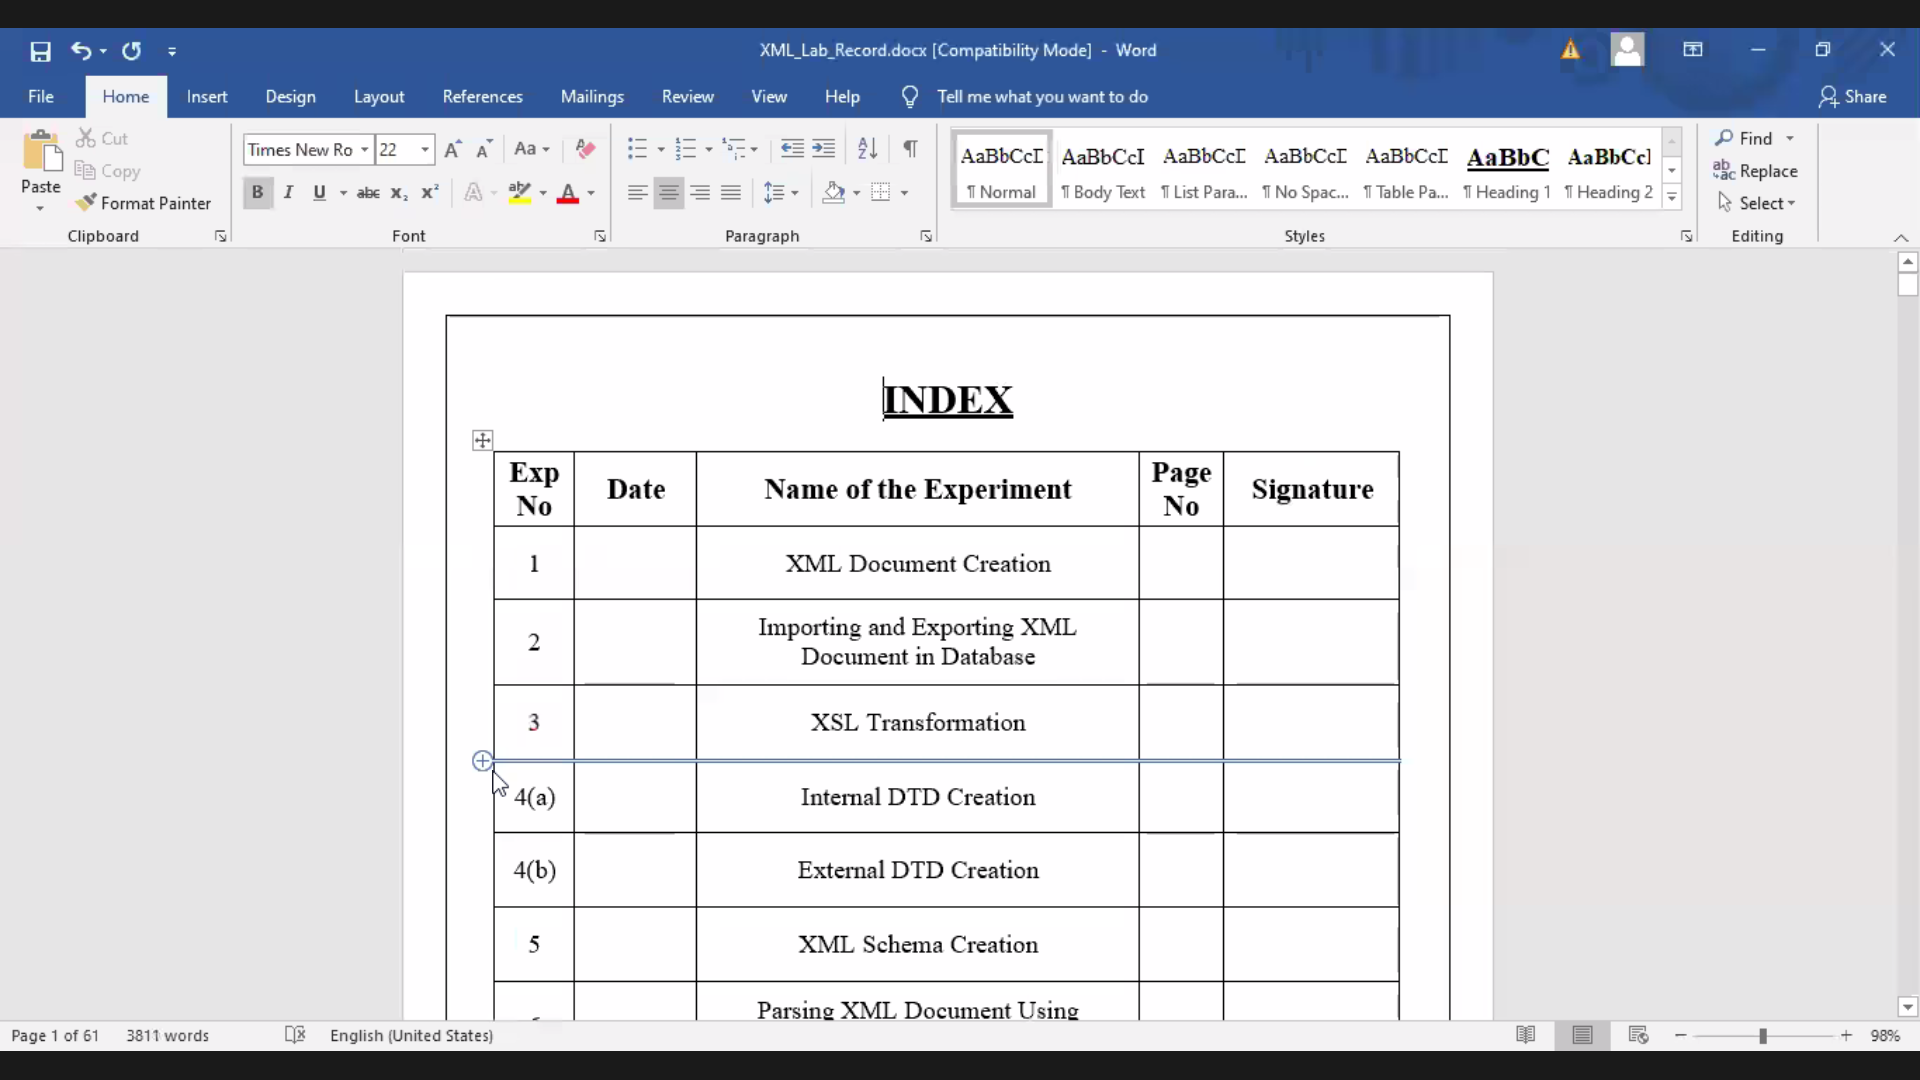 XML_Lab_Record.docx [Compatibility Mode] - Word
File Home Insert Design Layout References Mailings Review View Help Tell me what you want to do Share
Paste
Cut
Copy
Format Painter
Clipboard
Times New Ro 22
Font
Paragraph
AaBbCcI AaBbCcI AaBbCcI AaBbCcI AaBbCcI AaBbC AaBbCcI
¶ Normal ¶ Body Text ¶ List Para... ¶ No Spac... ¶ Table Pa... ¶ Heading 1 ¶ Heading 2
Styles
Find
Replace
Select
Editing
INDEX
Exp No Date Name of the Experiment Page No Signature
1 XML Document Creation
2 Importing and Exporting XML
Document in Database
3 XSL Transformation
4(a) Internal DTD Creation
4(b) External DTD Creation
5 XML Schema Creation
Parsing XML Document Using
Page 1 of 61 3811 words English (United States) 98%